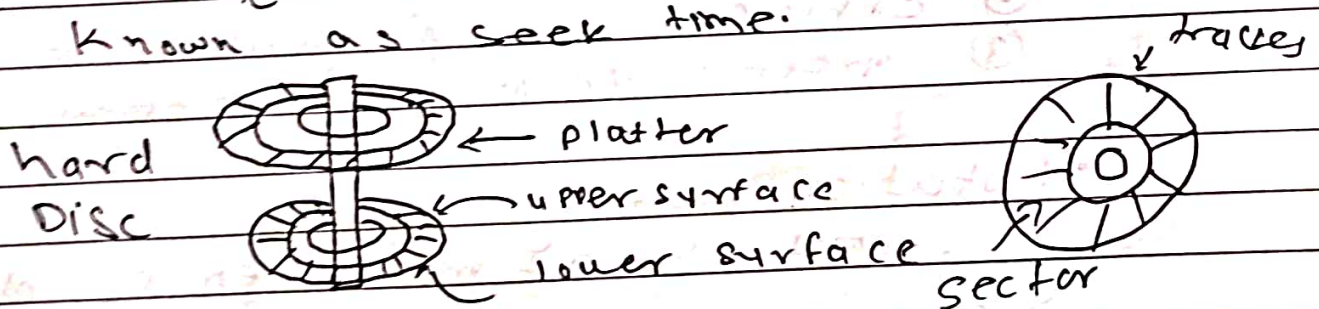 Known as seek time.
tracks
hard
Disc
platter
upper surface
lower surface
sector